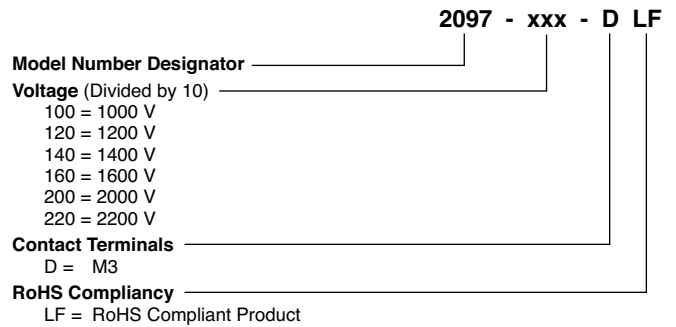 2097 - xxx - D LF
Model Number Designator
Voltage (Divided by 10)
100 = 1000 V
120 = 1200 V
140 = 1400 V
160 = 1600 V
200 = 2000 V
220 = 2200 V
Contact Terminals
D = M3
RoHS Compliancy
LF = RoHS Compliant Product